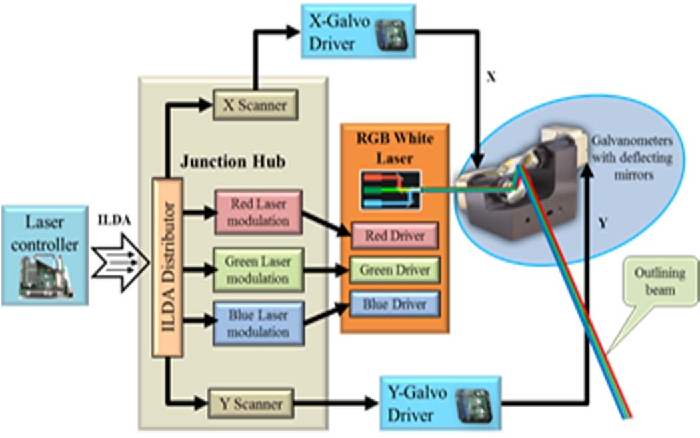 X-Galvo
Driver
X Scanner
X
Junction Hub
RGB White
Laser
Galvanometers
with deflecting
mirrors
Laser
controller
ILDA
ILDA Distributor
Red Laser
modulation
Green Laser
modulation
Blue Laser
modulation
Red Driver
Green Driver
Blue Driver
Y
Outlining
beam
Y Scanner
Y-Galvo
Driver